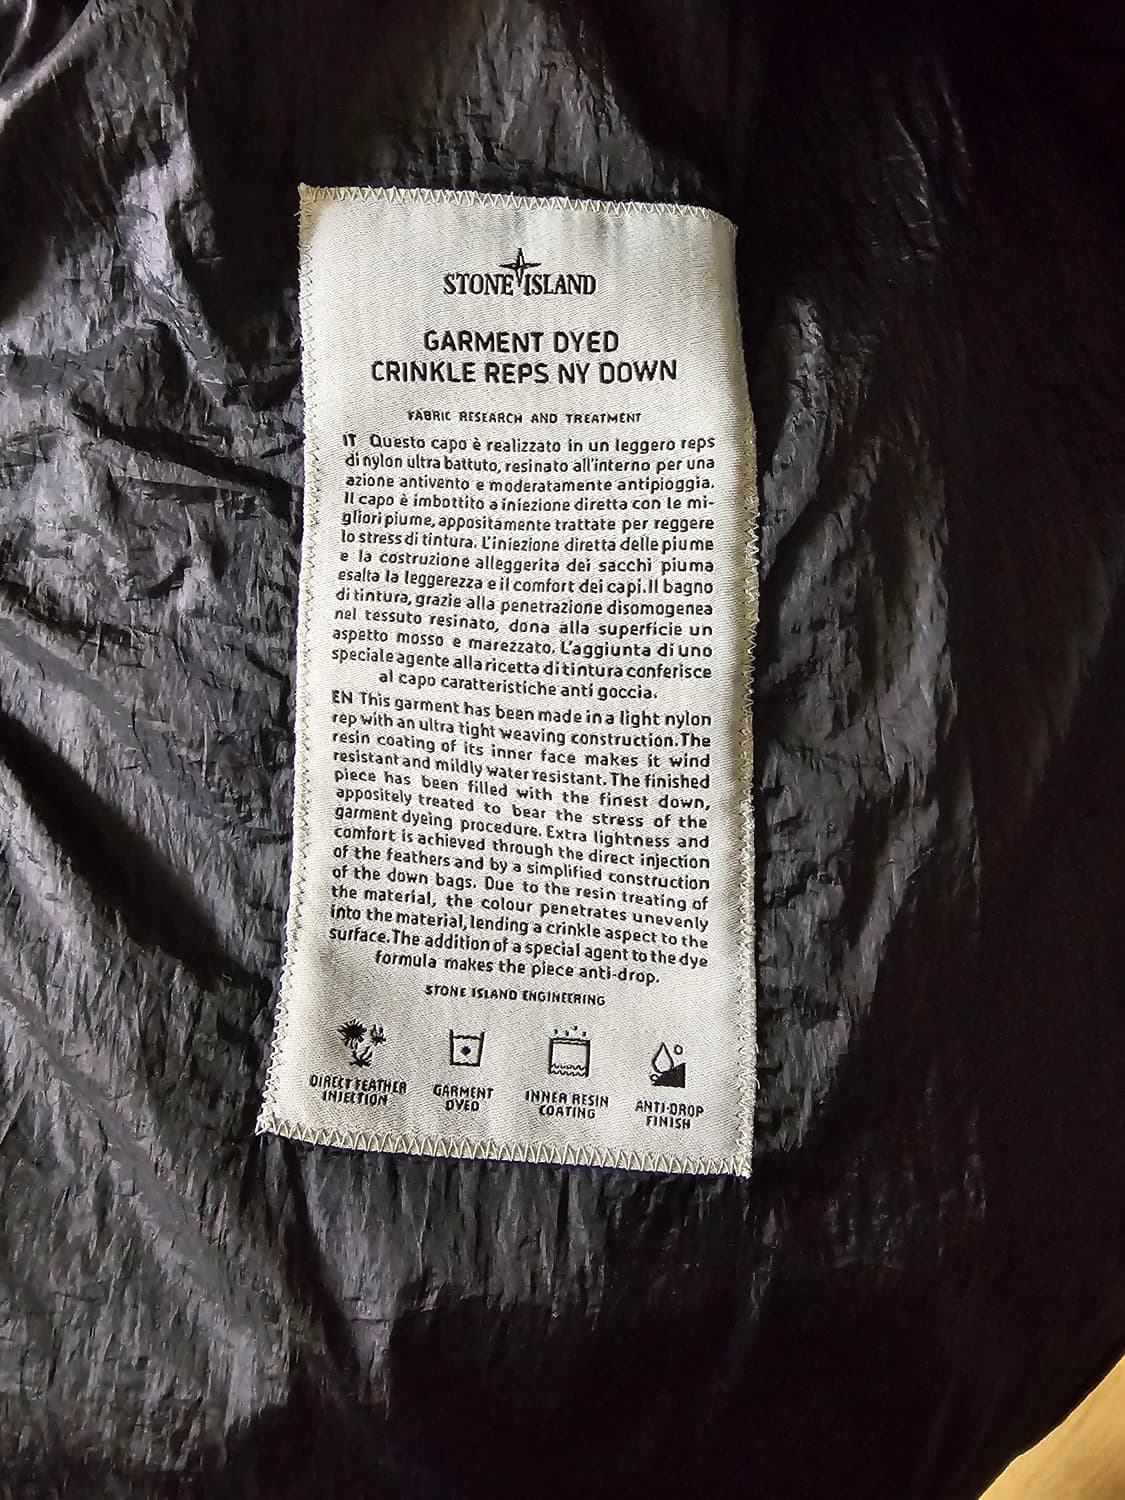 STONE ISLAND
GARMENT DYED
CRINKLE REPS NY DOWN
FABRIC RESEARCH AND TREATMENT
IT Questo capo è realizzato in un leggero reps
di nylon ultra battuto, resinato all'interno per una
azione antivento e moderatamente antipioggia.
Il capo è imbottito a iniezione diretta con le mi-
gliori piume, appositamente trattate per reggere
lo stress di tintura. L'iniezione diretta delle piume
e la costruzione alleggerita dei sacchi piuma
esalta la leggerezza e il comfort dei capi. Il bagno
di tintura, grazie alla penetrazione disomogenea
nel tessuto resinato, dona alla superficie un
aspetto mosso e marezzato. L'aggiunta di uno
speciale agente alla ricetta di tintura conferisce
al capo caratteristiche anti goccia.
EN This garment has been made in a light nylon
rep with an ultra tight weaving construction. The
resin coating of its inner face makes it wind
resistant and mildly water resistant. The finished
piece has been filled with the finest down,
appositely treated to bear the stress of the
garment dyeing procedure. Extra lightness and
comfort is achieved through the direct injection
of the feathers and by a simplified construction
of the down bags. Due to the resin treating of
the material, the colour penetrates unevenly
into the material, lending a crinkle aspect to the
surface. The addition of a special agent to the dye
formula makes the piece anti-drop.
STONE ISLAND ENGINEERING
DIRECT FEATHER
INJECTION
GARMENT
DYED
INNER RESIN
COATING
ANTI-DROP
FINISH